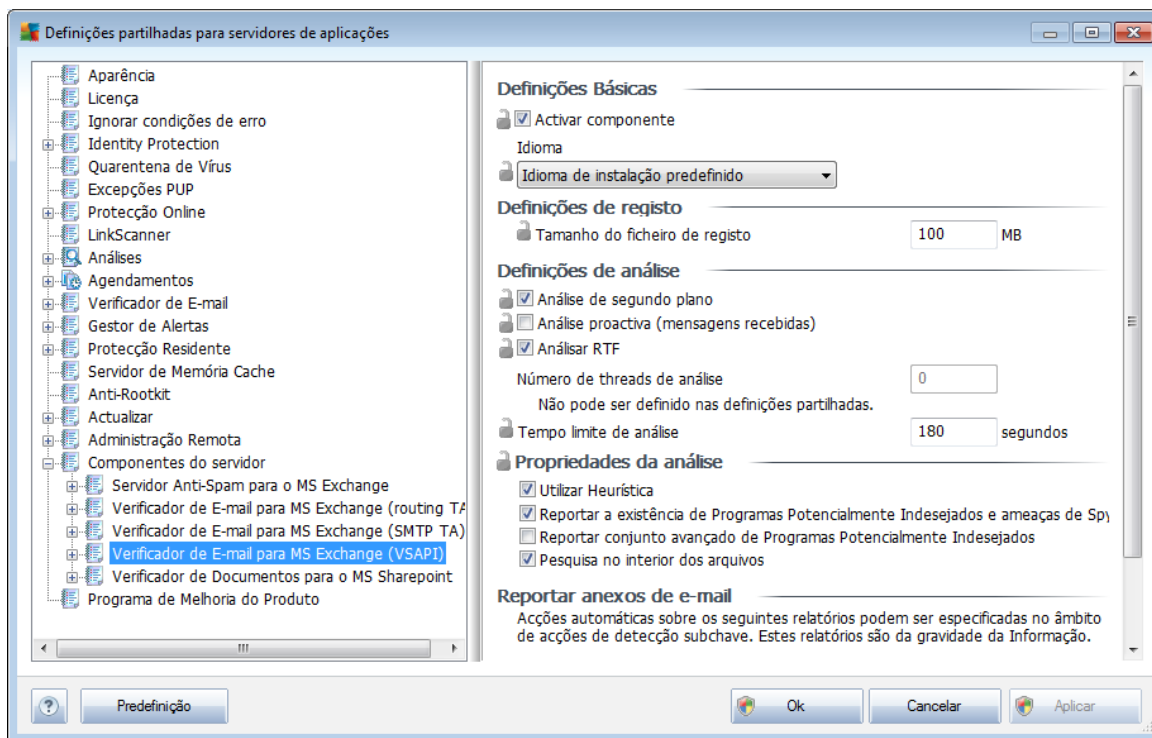 Definições partilhadas para servidores de aplicações
Aparência
Licença
Ignorar condições de erro
Identity Protection
Quarentena de Vírus
Excepções PUP
Protecção Online
LinkScanner
Análises
Agendamentos
Verificador de E-mail
Gestor de Alertas
Protecção Residente
Servidor de Memória Cache
Anti-Rootkit
Actualizar
Administração Remota
Componentes do servidor
Servidor Anti-Spam para o MS Exchange
Verificador de E-mail para MS Exchange (routing TA
Verificador de E-mail para MS Exchange (SMTP TA)
Verificador de E-mail para MS Exchange (VSAPI)
Verificador de Documentos para o MS Sharepoint
Programa de Melhoria do Produto
Definições Básicas
Activar componente
Idioma
Idioma de instalação predefinido
Definições de registo
Tamanho do ficheiro de registo 100 MB
Definições de análise
Análise de segundo plano
Análise proactiva (mensagens recebidas)
Análisar RTF
Número de threads de análise 0
Não pode ser definido nas definições partilhadas.
Tempo limite de análise 180 segundos
Propriedades da análise
Utilizar Heurística
Reportar a existência de Programas Potencialmente Indesejados e ameaças de Spy
Reportar conjunto avançado de Programas Potencialmente Indesejados
Pesquisa no interior dos arquivos
Reportar anexos de e-mail
Acções automáticas sobre os seguintes relatórios podem ser especificadas no âmbito
de acções de detecção subchave. Estes relatórios são da gravidade da Informação.
? Predefinição Ok Cancelar Aplicar